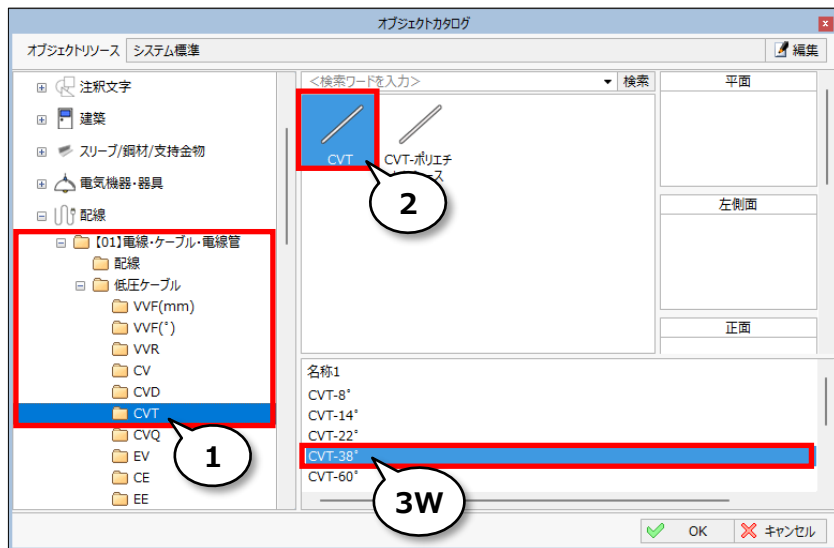 オブジェクトカタログ
オブジェクトリソース システム標準 編集
注釈文字
建築
スリーブ/鋼材/支持金物
電気機器・器具
配線
【01】電線・ケーブル・電線管
配線
低圧ケーブル
VVF(mm)
VVF(°)
VVR
CV
CVD
CVT
CVQ
EV
CE
EE
1
<検索ワードを入力> 検索
CVT
CVT-ポリエチ
ース
2
名称1
CVT-8°
CVT-14°
CVT-22°
CVT-38°
CVT-60°
3W
平面
左側面
正面
OK キャンセル